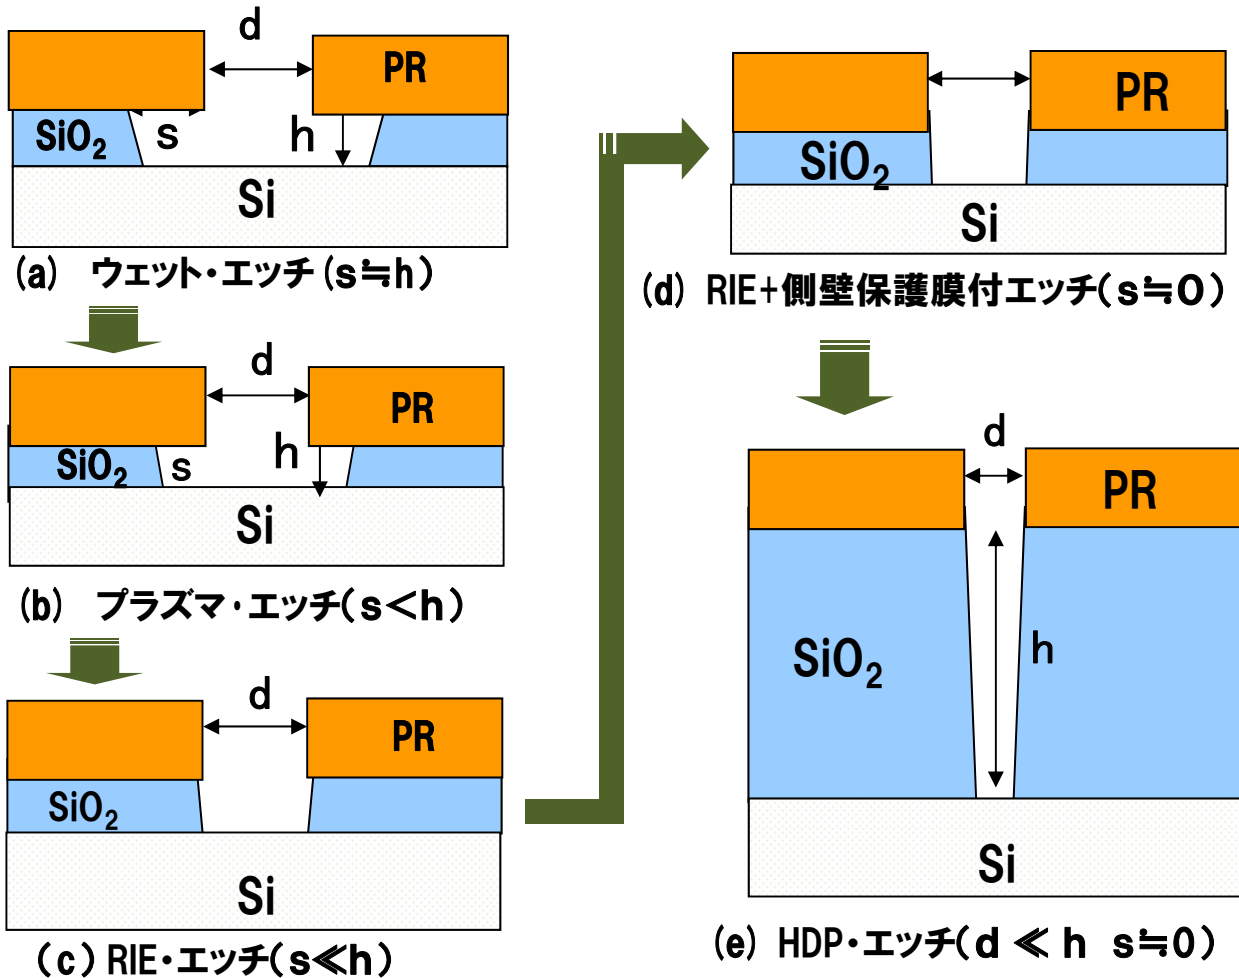 d
PR
SiO2
s
h
Si
(a) ウェット・エッチ(s≒h)
d
PR
SiO2
s
h
Si
(b) プラズマ・エッチ(s<h)
d
PR
SiO2
Si
(c) RIE・エッチ(s≪h)
PR
SiO2
Si
(d) RIE+側壁保護膜付エッチ(s≒0)
d
PR
SiO2
h
Si
(e) HDP・エッチ(d ≪ h s≒0)